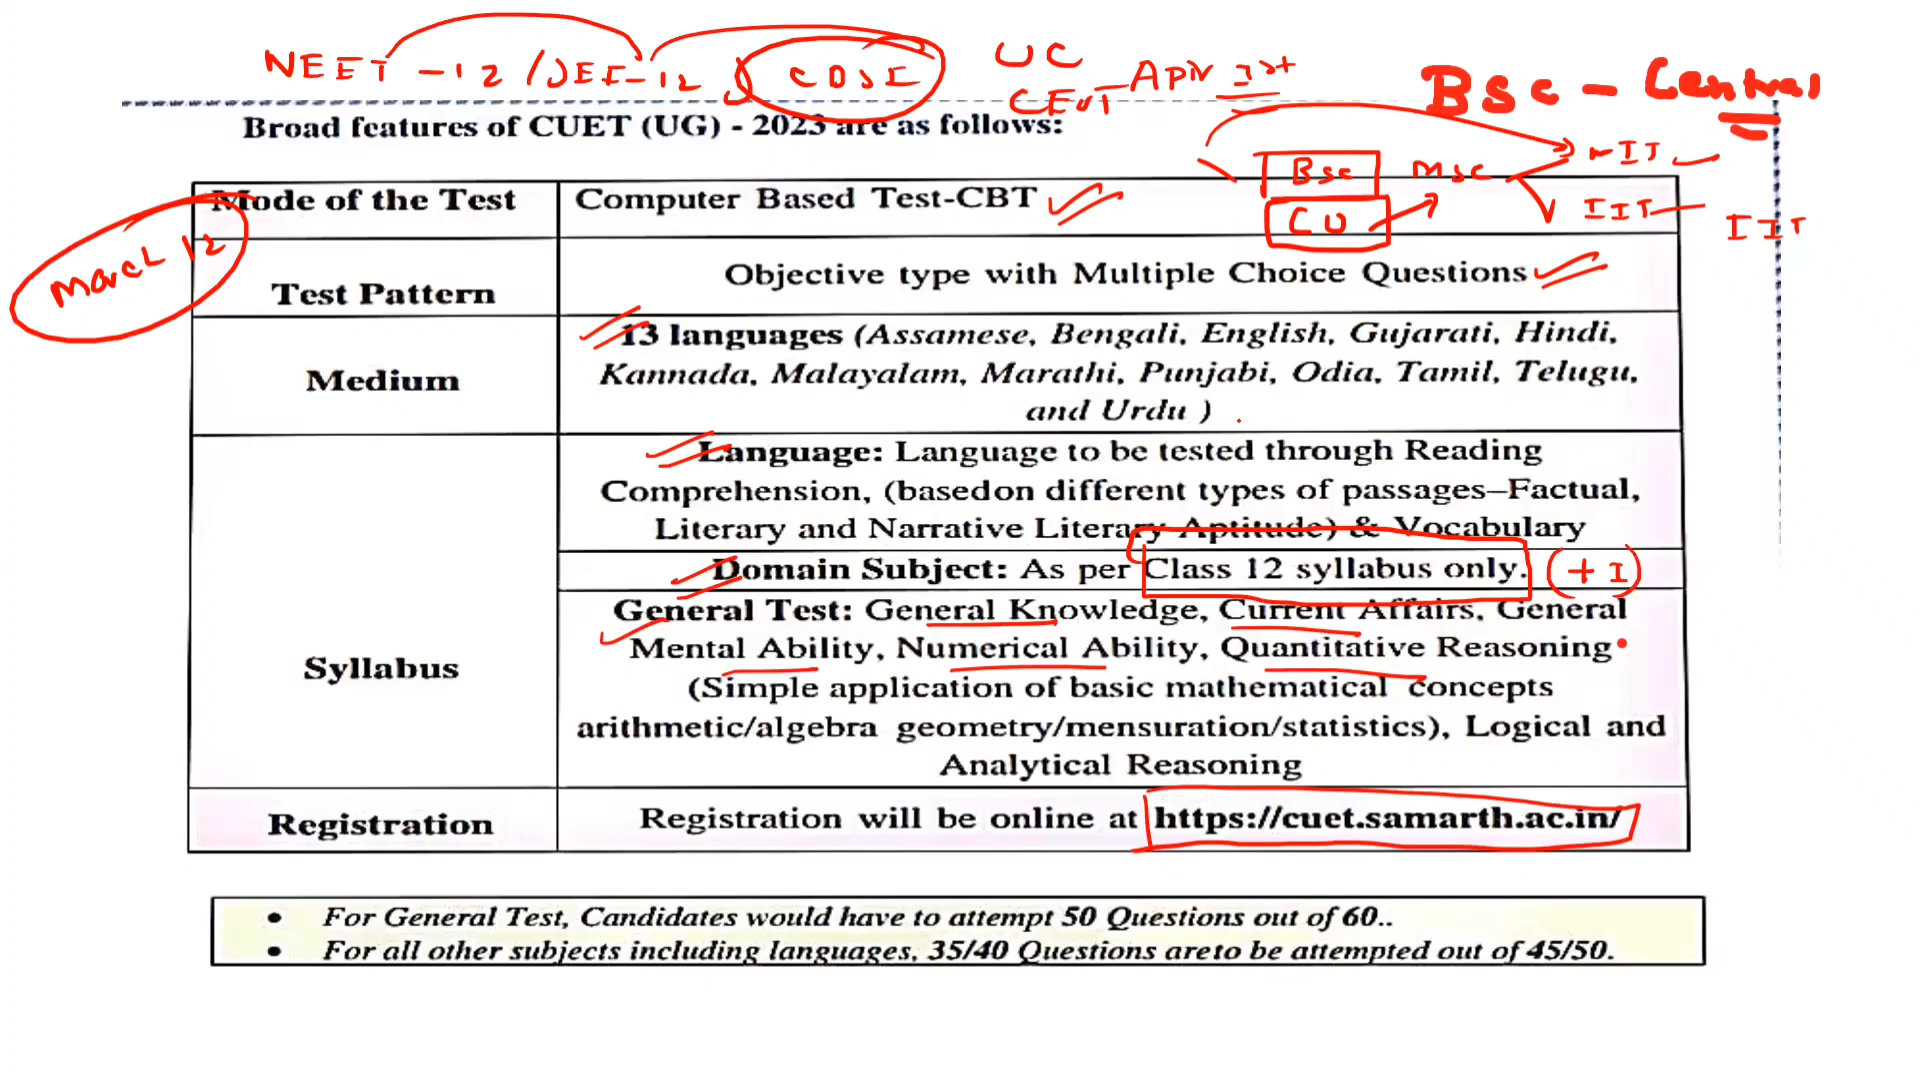 NEET -12 / JEE-12,
UC
CEUT - April 1st
BSc - Central
Broad features of CUET (UG) - 2023 are as follows:
BSc MSC NIT
CU IIT IIT
March 12
Mode of the Test Computer Based Test-CBT
Test Pattern Objective type with Multiple Choice Questions
Medium 13 languages (Assamese, Bengali, English, Gujarati, Hindi,
Kannada, Malayalam, Marathi, Punjabi, Odia, Tamil, Telugu,
and Urdu )
Syllabus
Language: Language to be tested through Reading
Comprehension, (basedon different types of passages–Factual,
Literary and Narrative Literary Aptitude) & Vocabulary
Domain Subject: As per Class 12 syllabus only. (+1)
General Test: General Knowledge, Current Affairs, General
Mental Ability, Numerical Ability, Quantitative Reasoning
(Simple application of basic mathematical concepts
arithmetic/algebra geometry/mensuration/statistics), Logical and
Analytical Reasoning
Registration Registration will be online at https://cuet.samarth.ac.in/
• For General Test, Candidates would have to attempt 50 Questions out of 60..
• For all other subjects including languages, 35/40 Questions areto be attempted out of 45/50.